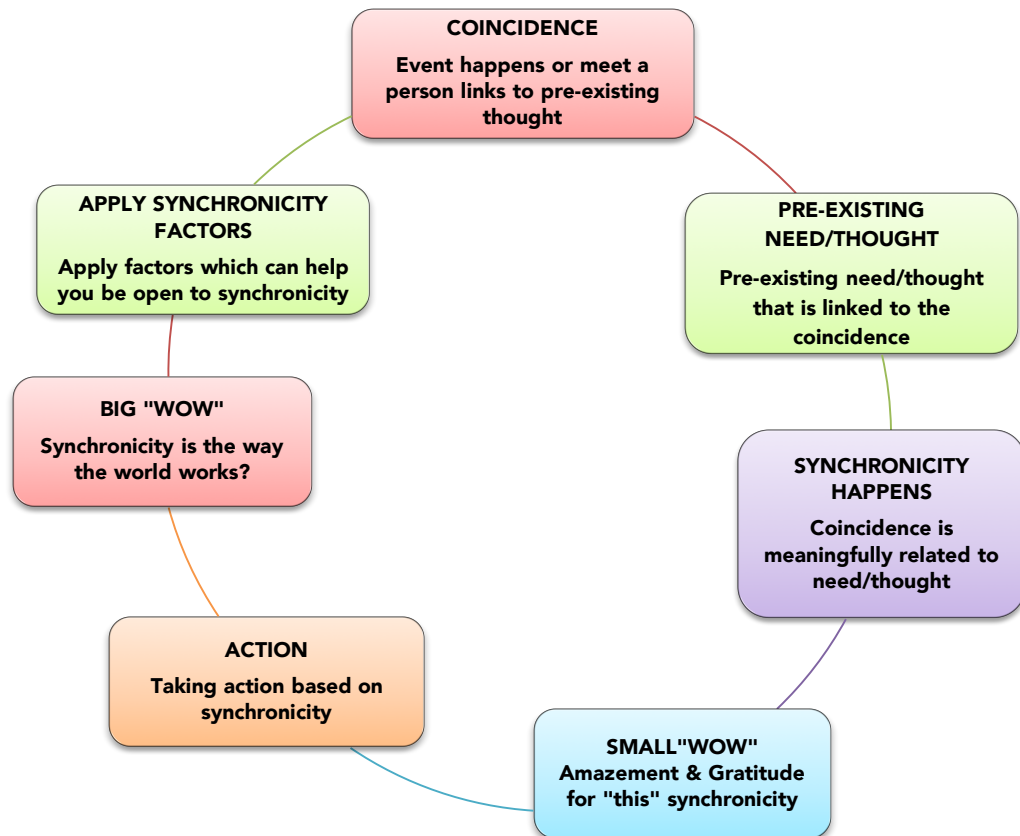 COINCIDENCE
Event happens or meet a
person links to pre-existing
thought
PRE-EXISTING
NEED/THOUGHT
Pre-existing need/thought
that is linked to the
coincidence
SYNCHRONICITY
HAPPENS
Coincidence is
meaningfully related to
need/thought
SMALL"WOW"
Amazement & Gratitude
for "this" synchronicity
ACTION
Taking action based on
synchronicity
BIG "WOW"
Synchronicity is the way
the world works?
APPLY SYNCHRONICITY
FACTORS
Apply factors which can help
you be open to synchronicity